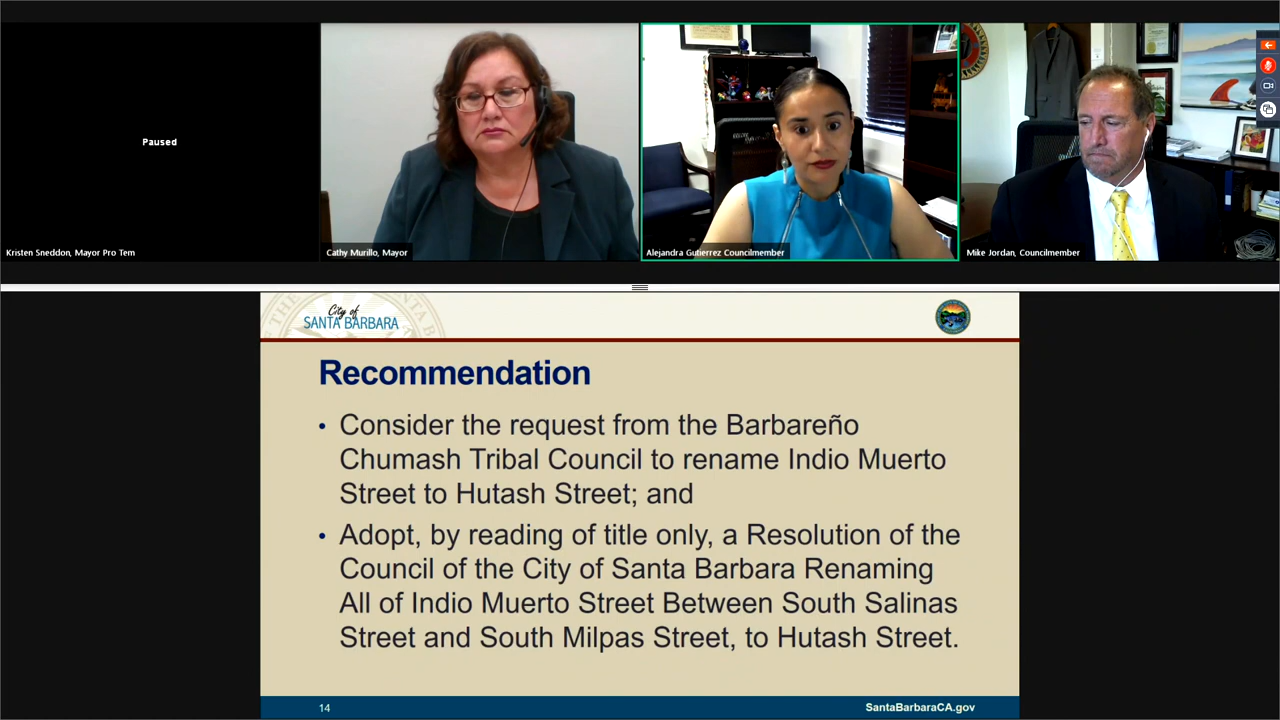 Paused
Kristen Sneddon, Mayor Pro Tem
Cathy Murillo, Mayor
Alejandra Gutierrez Councilmember
Mike Jordan, Councilmember
City of
SANTA BARBARA
Recommendation
• Consider the request from the Barbareño
Chumash Tribal Council to rename Indio Muerto
Street to Hutash Street; and
• Adopt, by reading of title only, a Resolution of the
Council of the City of Santa Barbara Renaming
All of Indio Muerto Street Between South Salinas
Street and South Milpas Street, to Hutash Street.
14
SantaBarbaraCA.gov